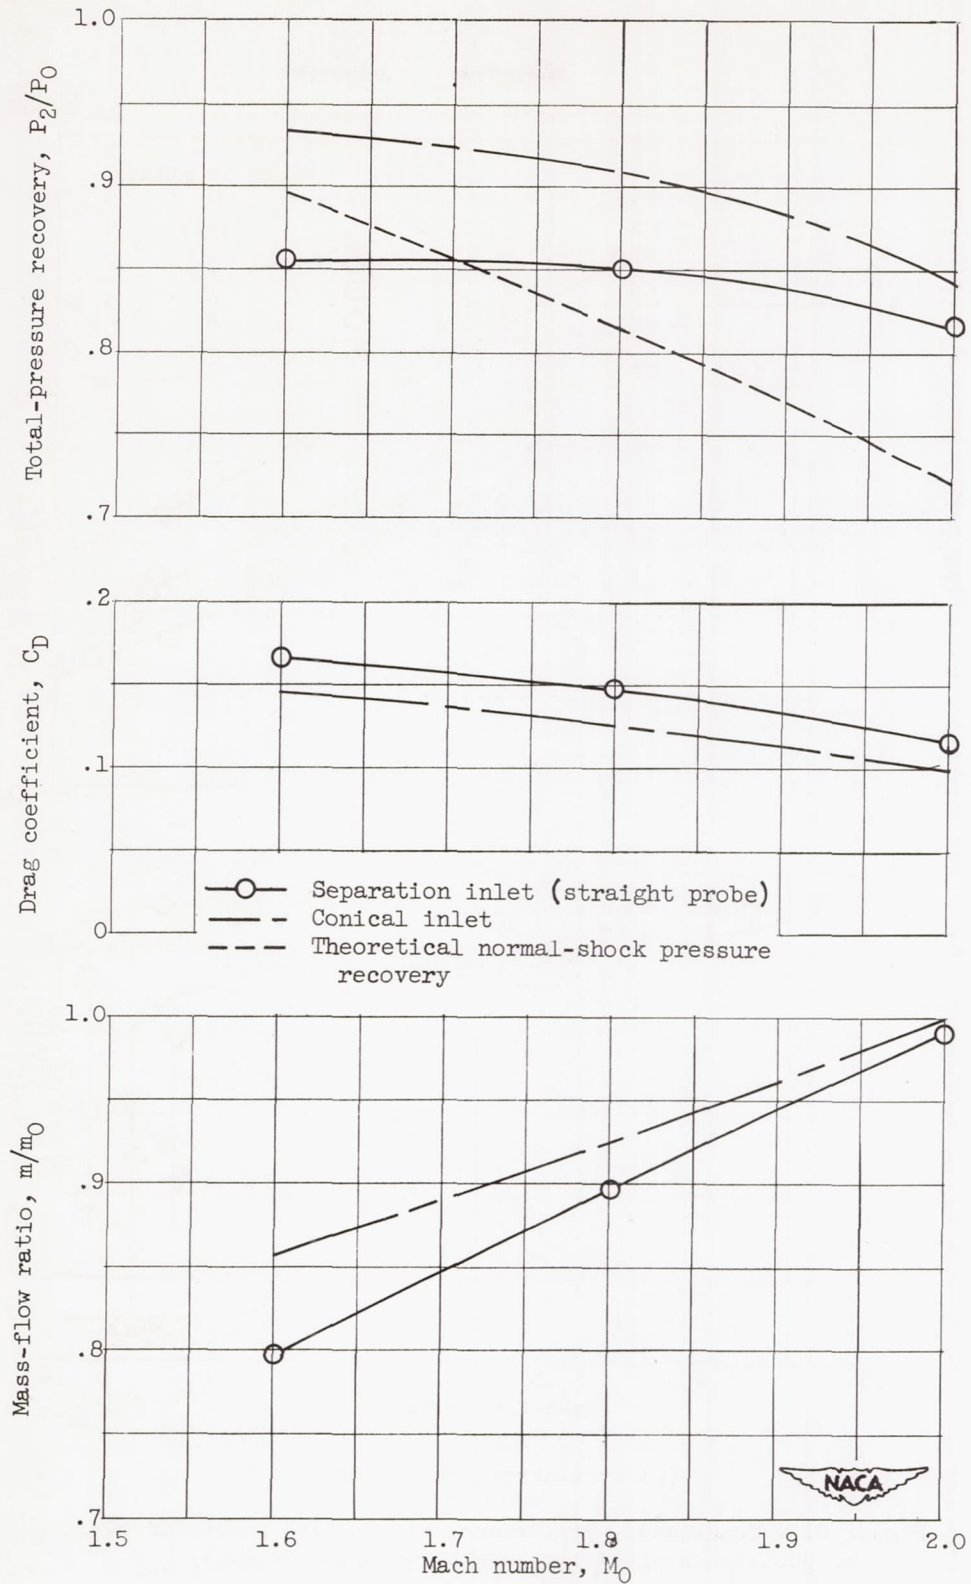 1.0
Total-pressure recovery, P2/P0
.9
.8
.7
.2
Drag coefficient, CD
.1
0
Separation inlet (straight probe)
Conical inlet
Theoretical normal-shock pressure
recovery
1.0
Mass-flow ratio, m/m0
.9
.8
.7
NACA
1.5 1.6 1.7 1.8 1.9 2.0
Mach number, M0